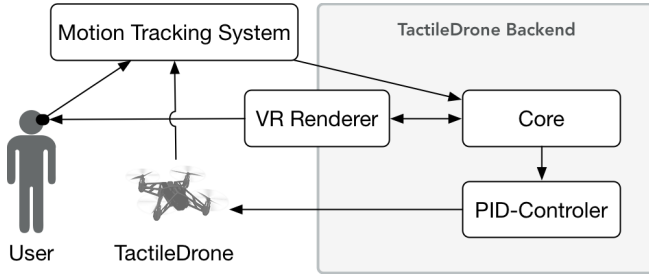 Motion Tracking System
TactileDrone Backend
VR Renderer
Core
PID-Controler
User
TactileDrone